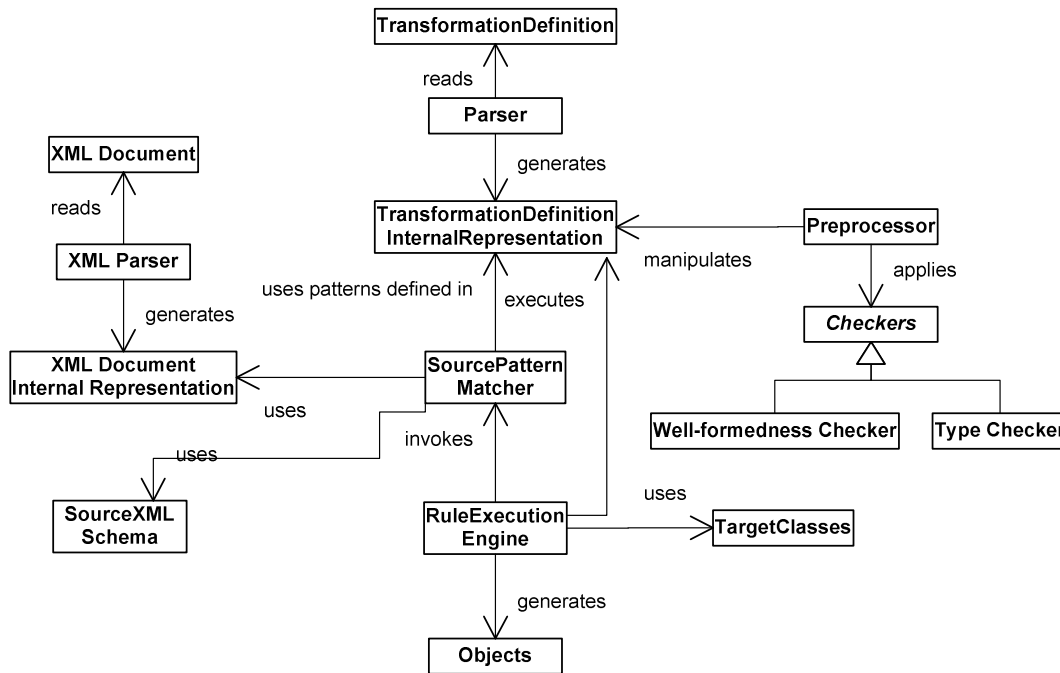 TransformationDefinition
reads
Parser
XML Document
generates
reads
TransformationDefinition
InternalRepresentation
Preprocessor
XML Parser
manipulates
applies
uses patterns defined in
executes
generates
Checkers
XML Document
Internal Representation
SourcePattern
Matcher
uses
invokes
Well-formedness Checker
Type Checker
uses
SourceXML
Schema
RuleExecution
Engine
uses
TargetClasses
generates
Objects